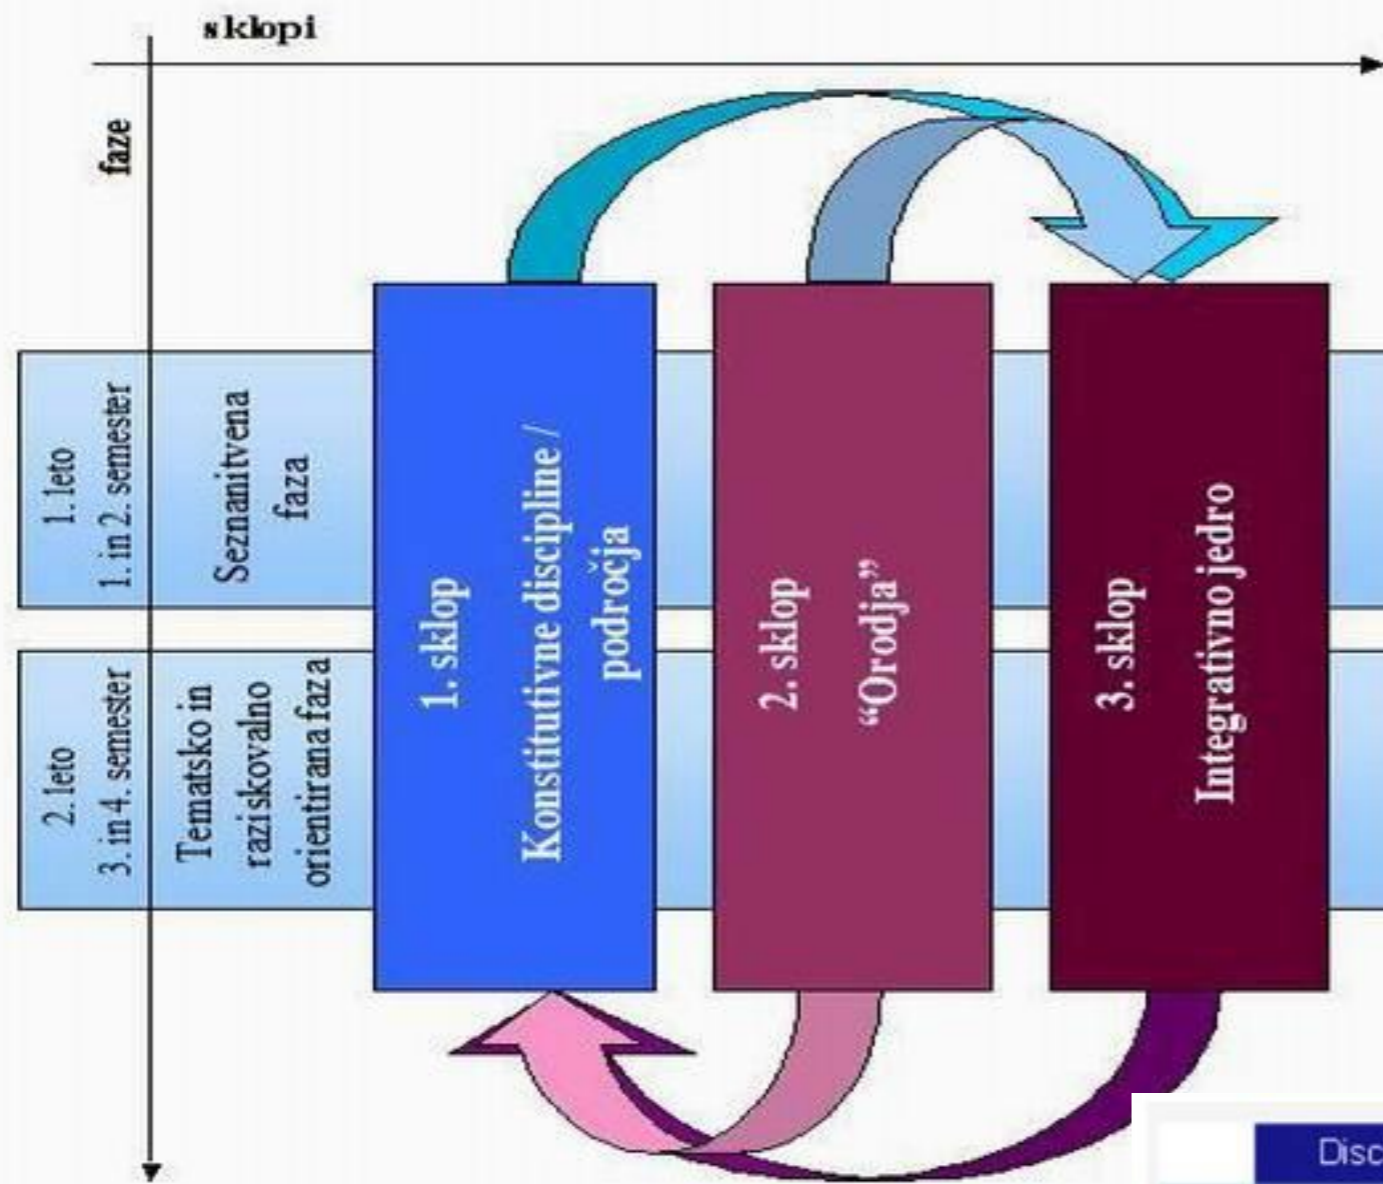 sklopi
faze
1. leto
1. in 2. semester
Seznanitvena
faza
2. leto
3. in 4. semester
Tematsko in
raziskovalno
orientirana faza
1. sklop
Konstitutivne discipline /
področja
2. sklop
“Orodja”
3. sklop
Integrativno jedro
Disc